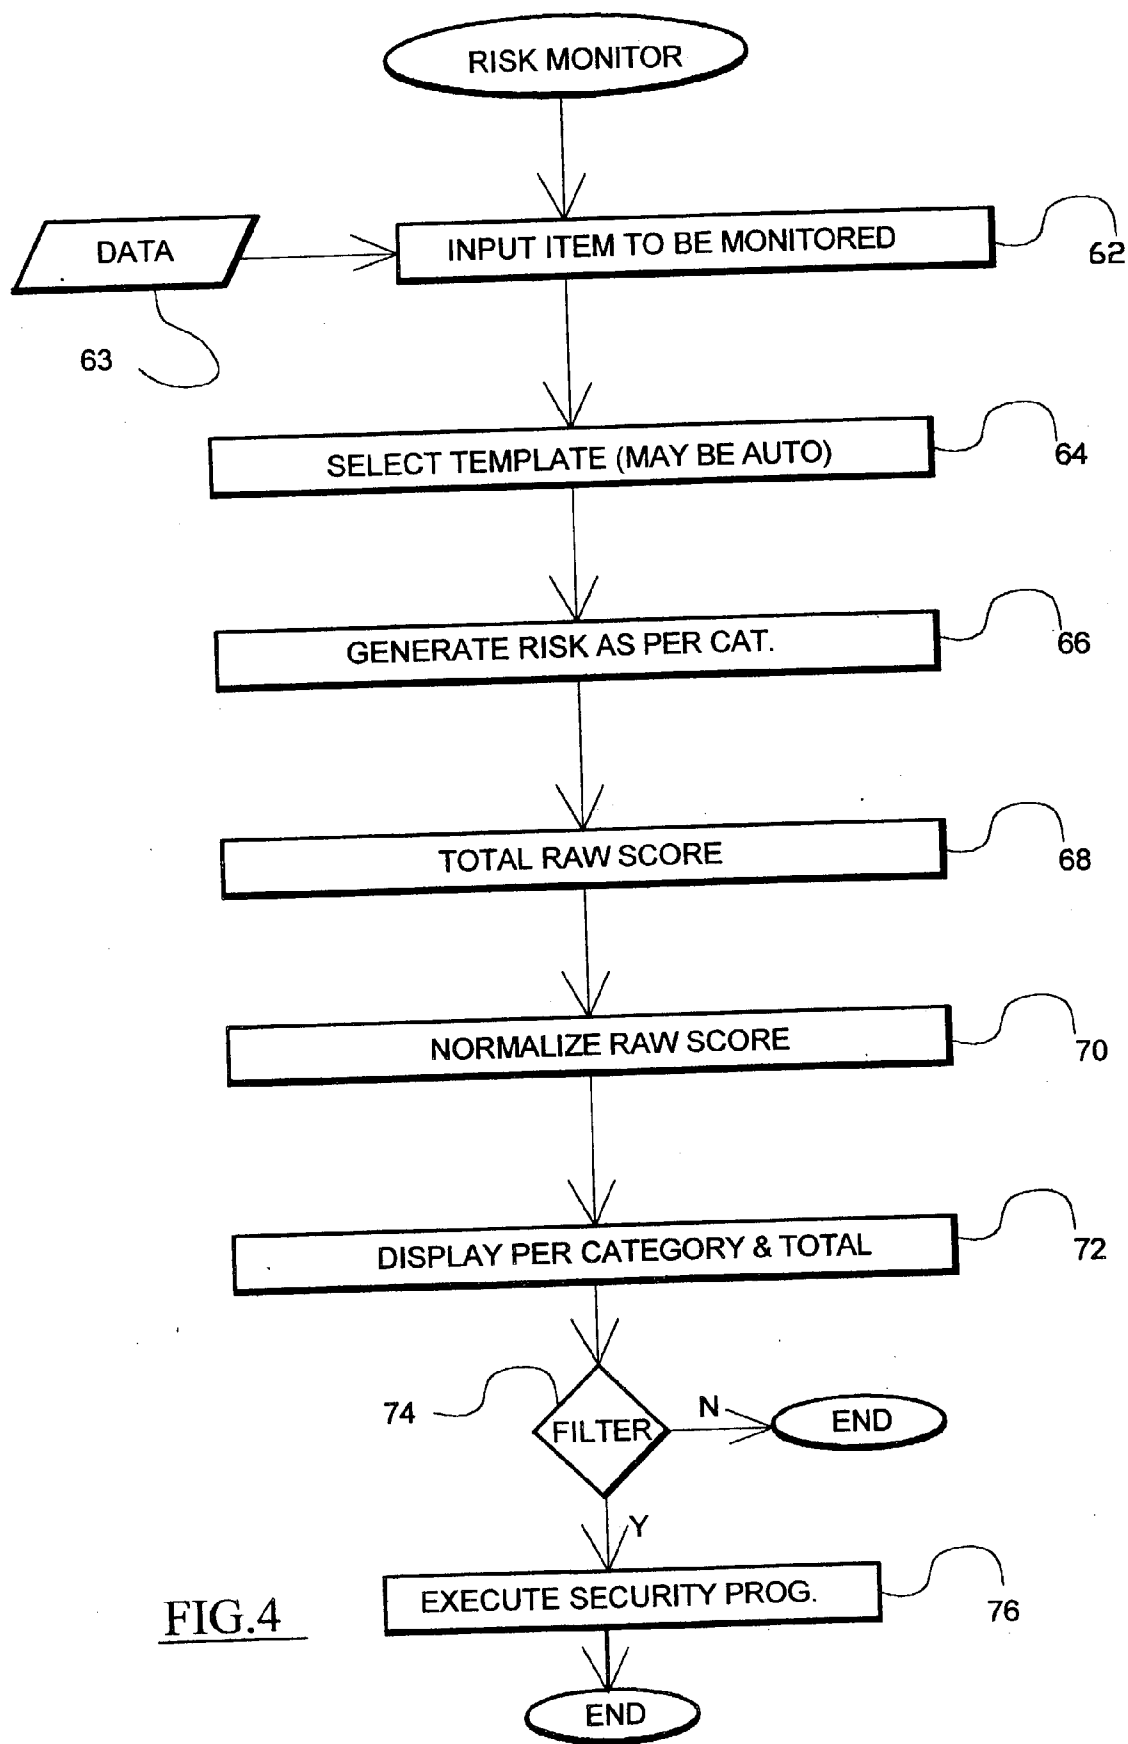 RISK MONITOR
DATA
INPUT ITEM TO BE MONITORED
62
63
SELECT TEMPLATE (MAY BE AUTO)
64
GENERATE RISK AS PER CAT.
66
TOTAL RAW SCORE
68
NORMALIZE RAW SCORE
70
DISPLAY PER CATEGORY & TOTAL
72
74
FILTER
N
END
Y
EXECUTE SECURITY PROG.
76
FIG.4
END